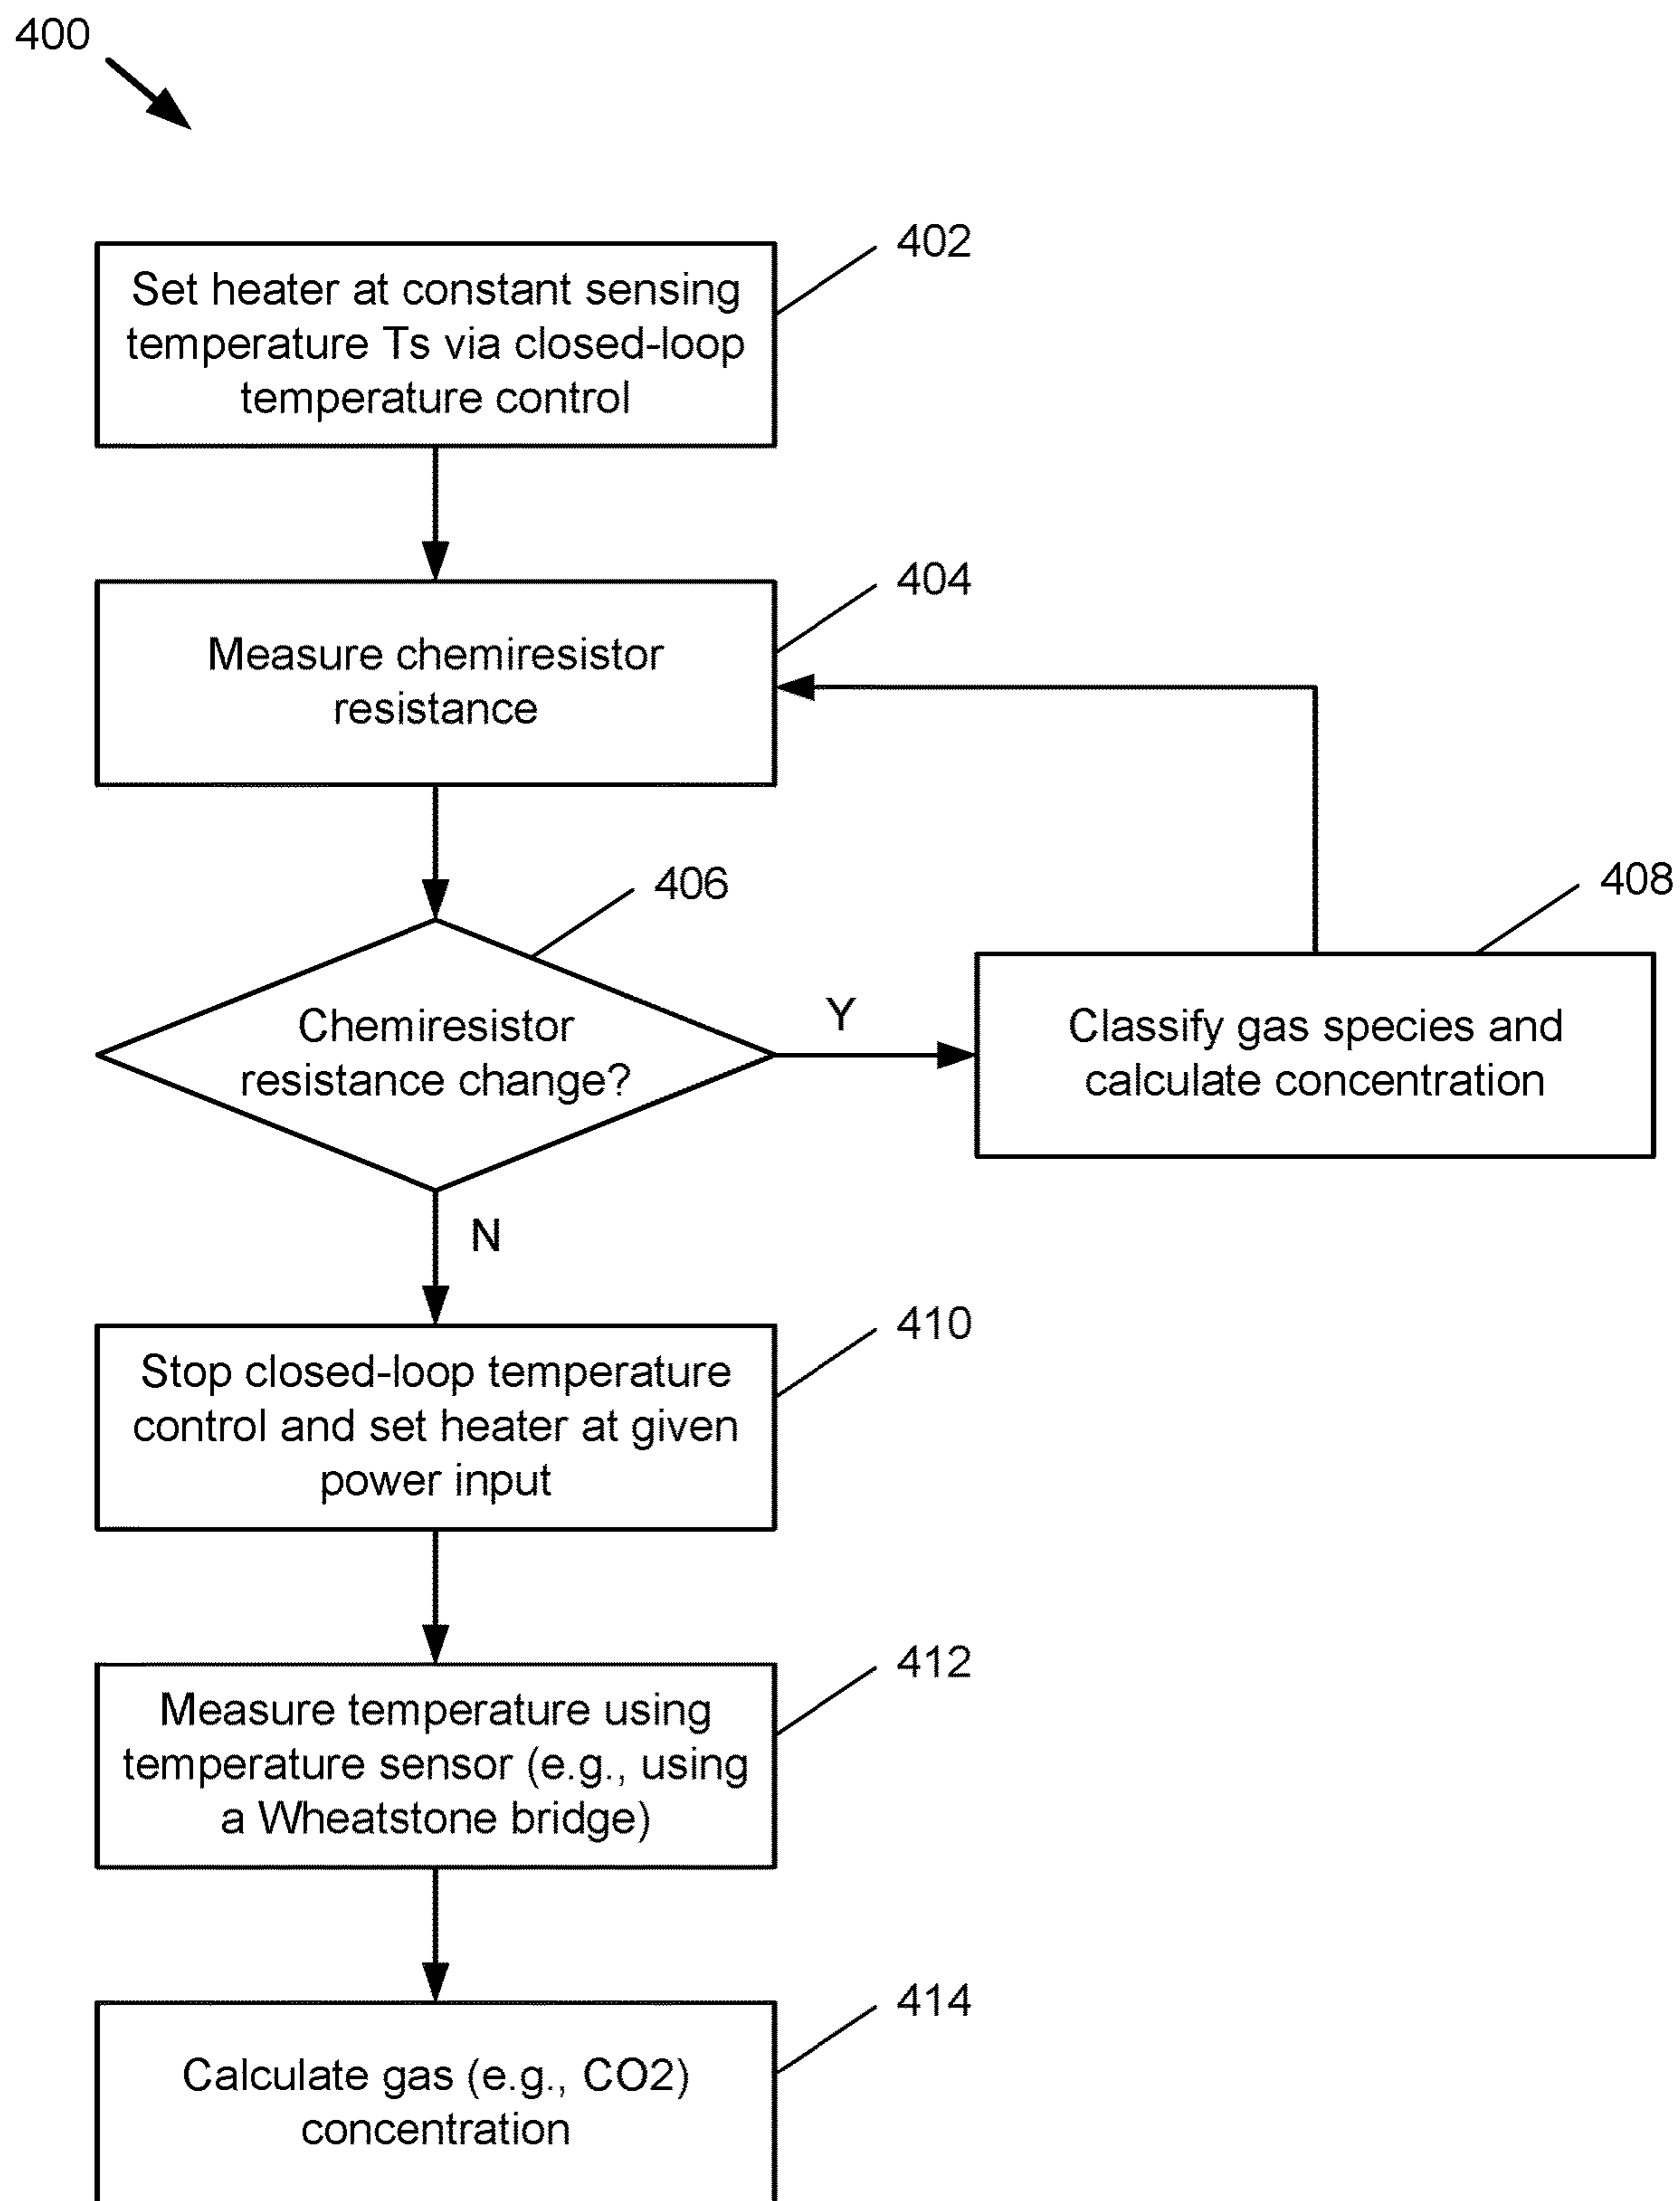 400
402
Set heater at constant sensing
temperature Ts via closed-loop
temperature control
404
Measure chemiresistor
resistance
406
408
Chemiresistor
resistance change?
Y
Classify gas species and
calculate concentration
N
410
Stop closed-loop temperature
control and set heater at given
power input
412
Measure temperature using
temperature sensor (e.g., using
a Wheatstone bridge)
414
Calculate gas (e.g., CO2)
concentration